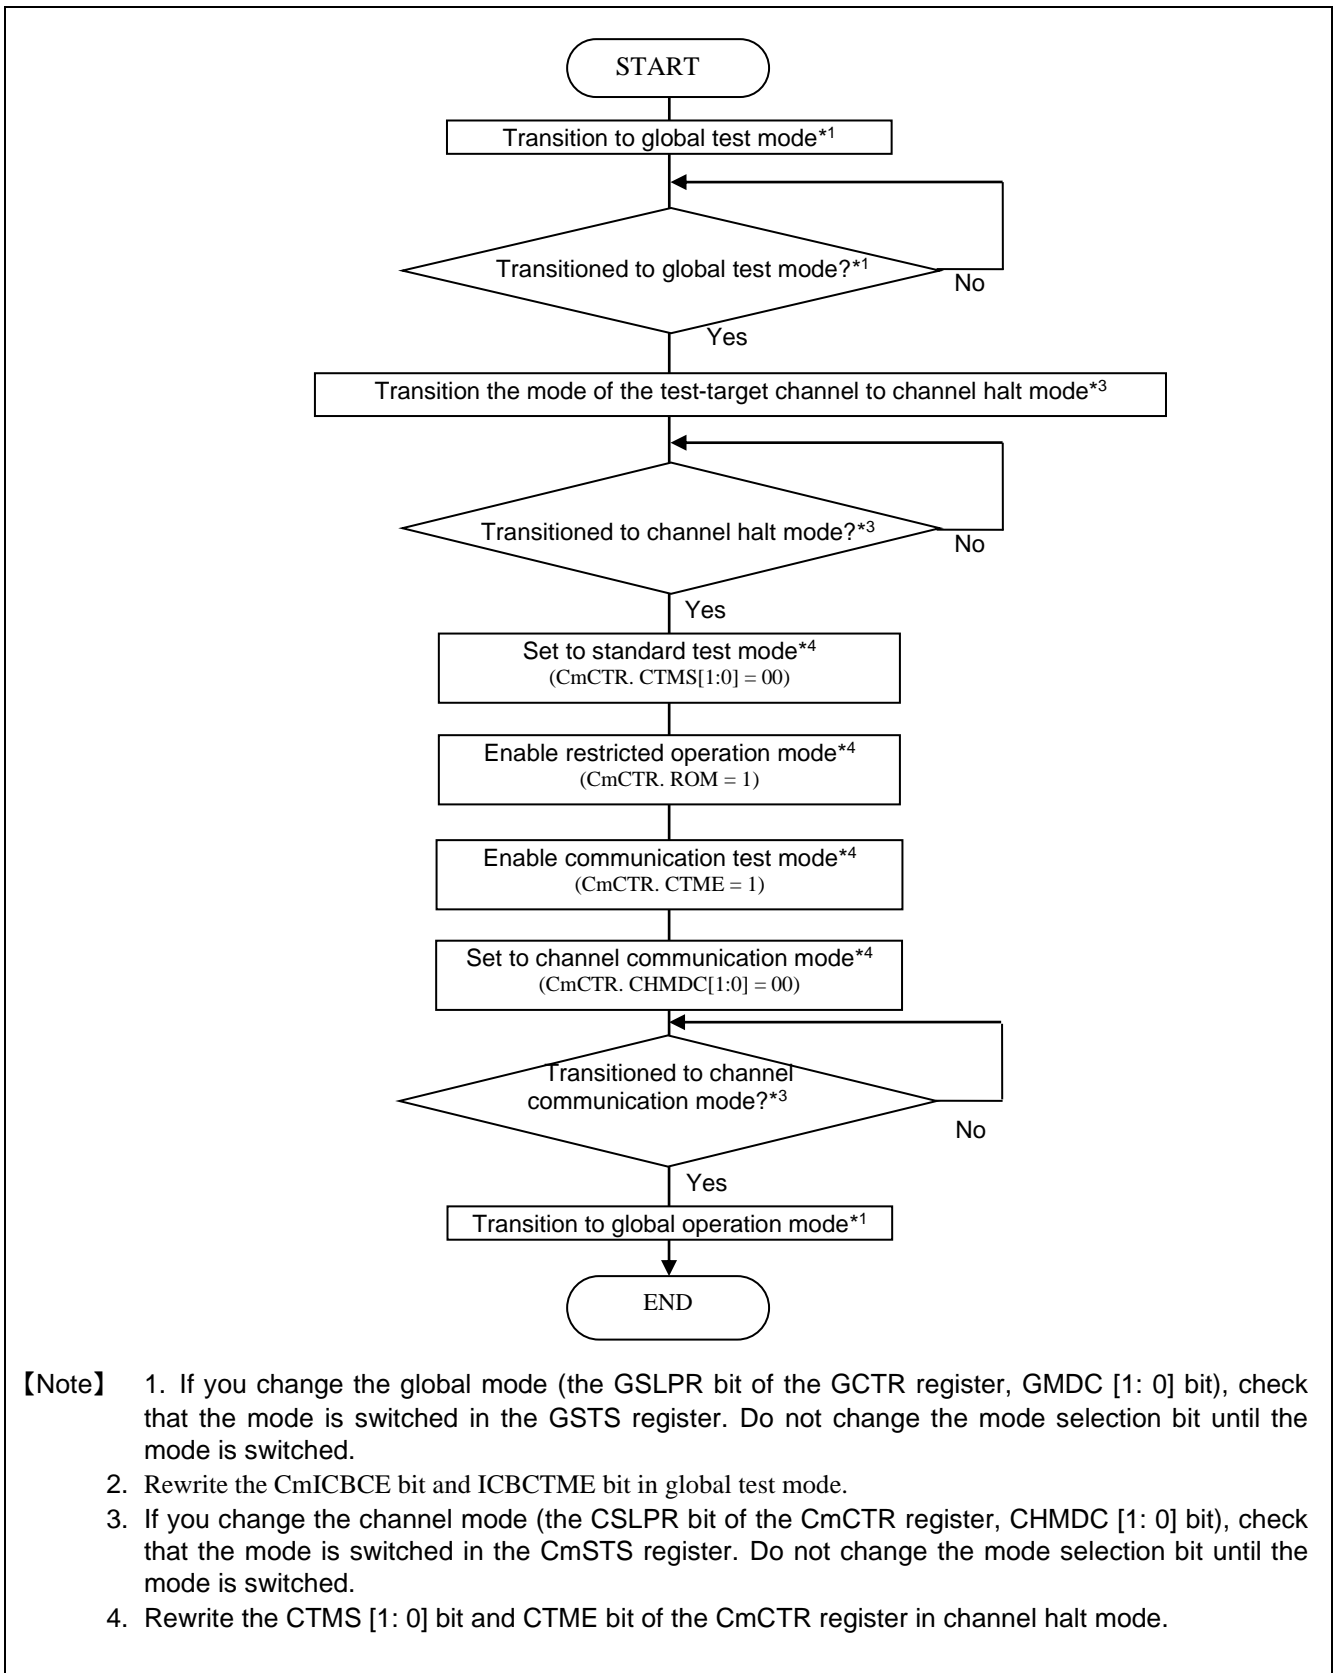 START
Transition to global test mode*1
Transitioned to global test mode?*1
No
Yes
Transition the mode of the test-target channel to channel halt mode*3
Transitioned to channel halt mode?*3
No
Yes
Set to standard test mode*4
(CmCTR. CTMS[1:0] = 00)
Enable restricted operation mode*4
(CmCTR. ROM = 1)
Enable communication test mode*4
(CmCTR. CTME = 1)
Set to channel communication mode*4
(CmCTR. CHMDC[1:0] = 00)
Transitioned to channel
communication mode?*3
No
Yes
Transition to global operation mode*1
END
【Note】 1. If you change the global mode (the GSLPR bit of the GCTR register, GMDC [1: 0] bit), check
that the mode is switched in the GSTS register. Do not change the mode selection bit until the
mode is switched.
2. Rewrite the CmICBCE bit and ICBCTME bit in global test mode.
3. If you change the channel mode (the CSLPR bit of the CmCTR register, CHMDC [1: 0] bit), check
that the mode is switched in the CmSTS register. Do not change the mode selection bit until the
mode is switched.
4. Rewrite the CTMS [1: 0] bit and CTME bit of the CmCTR register in channel halt mode.